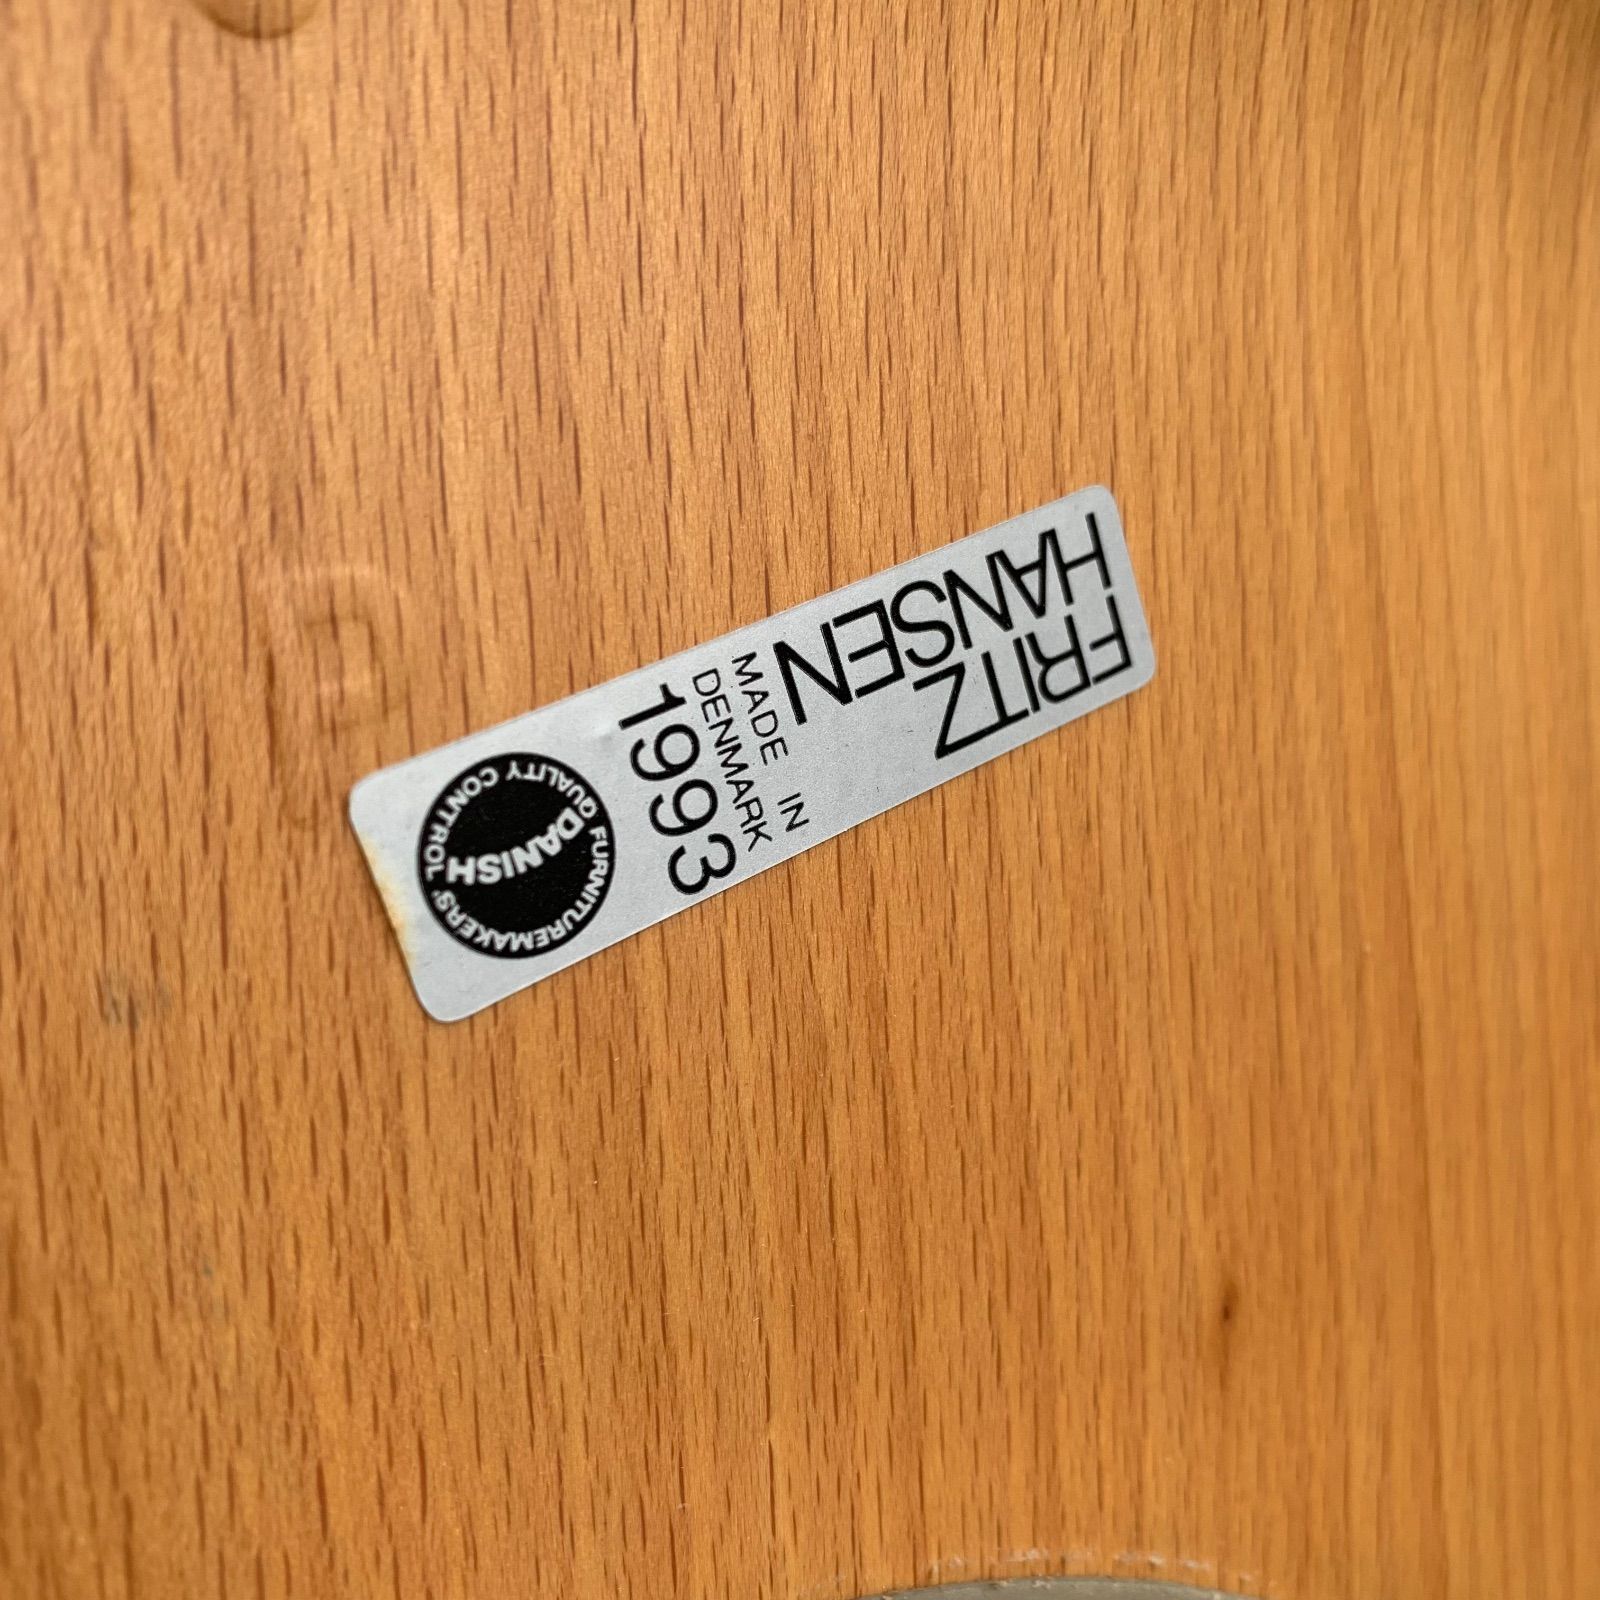 FRITZ
HANSEN
MADE IN
DENMARK
1993
DANISH
FURNITUREMAKERS'
QUALITY CONTROL